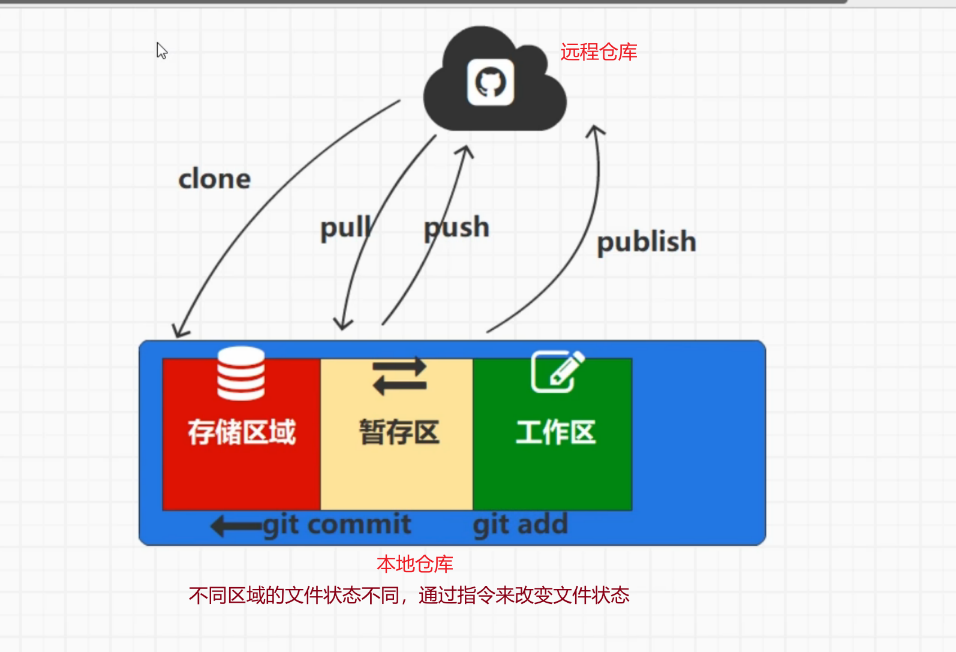 远程仓库
clone
pull
push
publish
存储区域
暂存区
工作区
git commit
git add
本地仓库
不同区域的文件状态不同，通过指令来改变文件状态